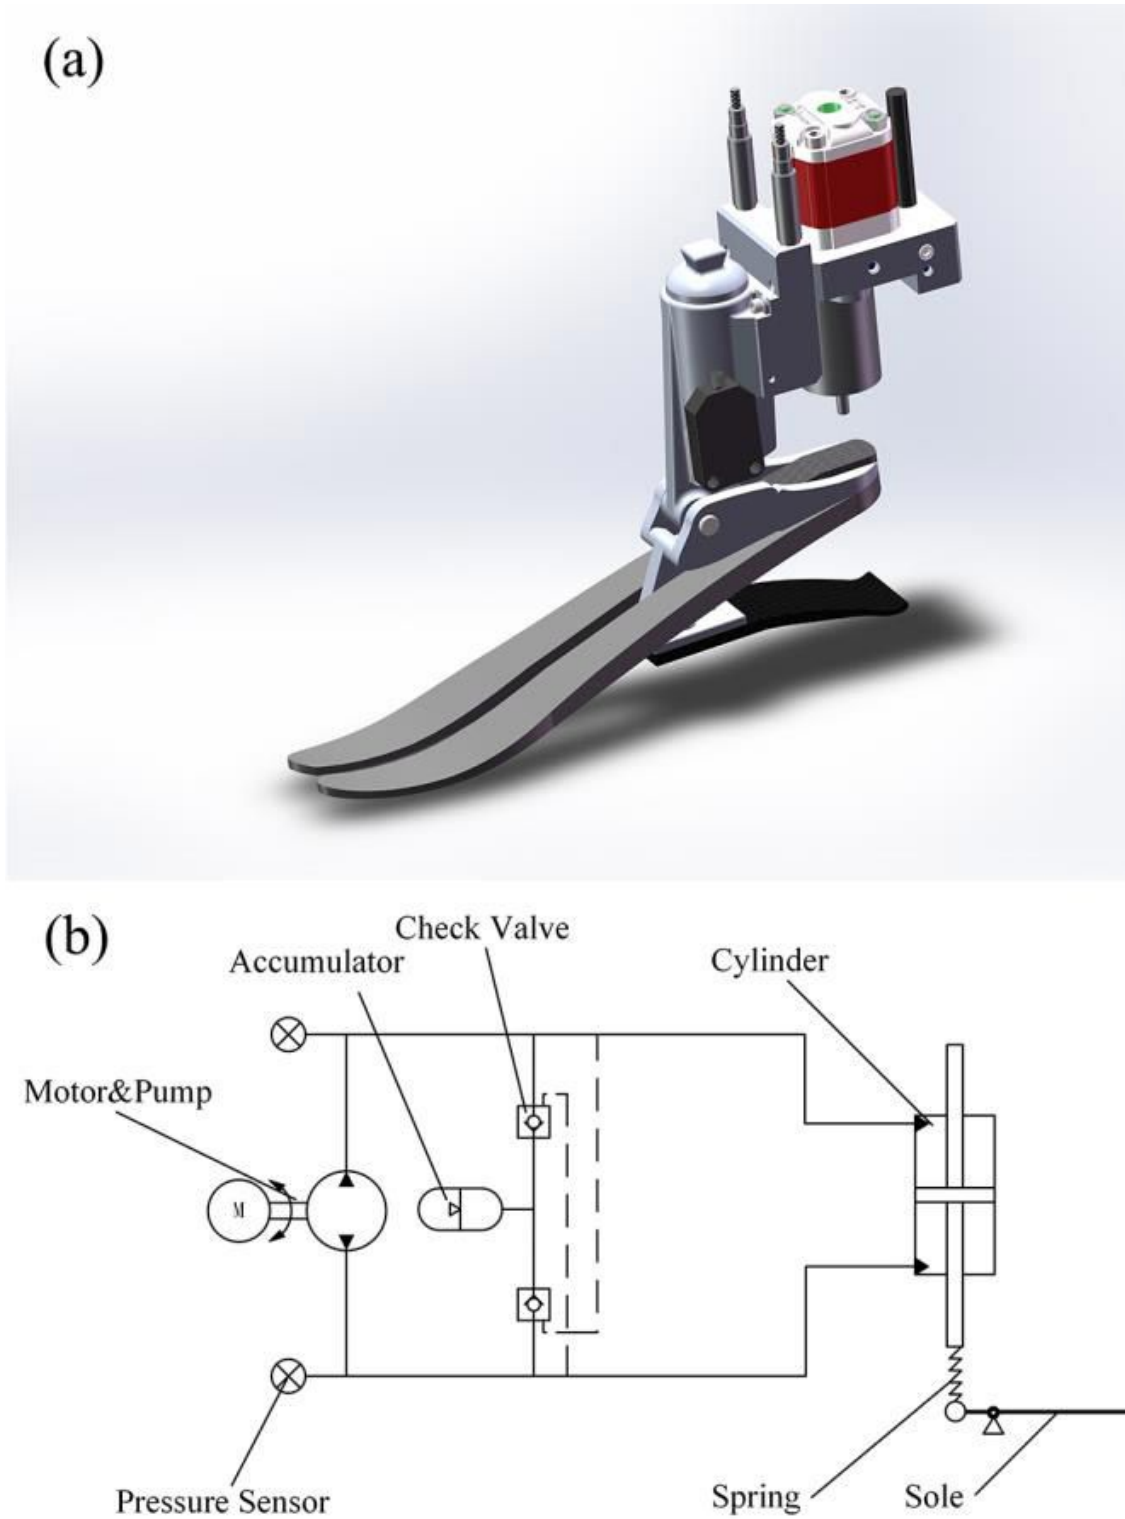 (a)
(b)
Check Valve
Accumulator
Cylinder
Motor&Pump
M
Pressure Sensor
Spring
Sole